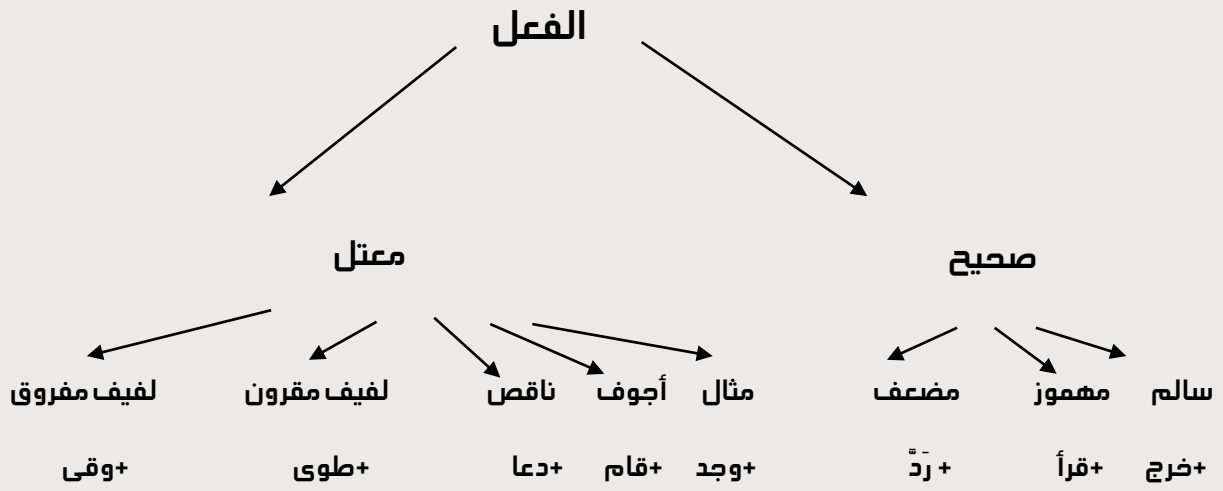 الفعل
صحيح معتل
سالم مهموز مضعف مثال أجوف ناقص لفيف مقرون لفيف مفروق
+خرج +قرأ + رَدَّ +وجد +قام +دعا +طوى +وقى